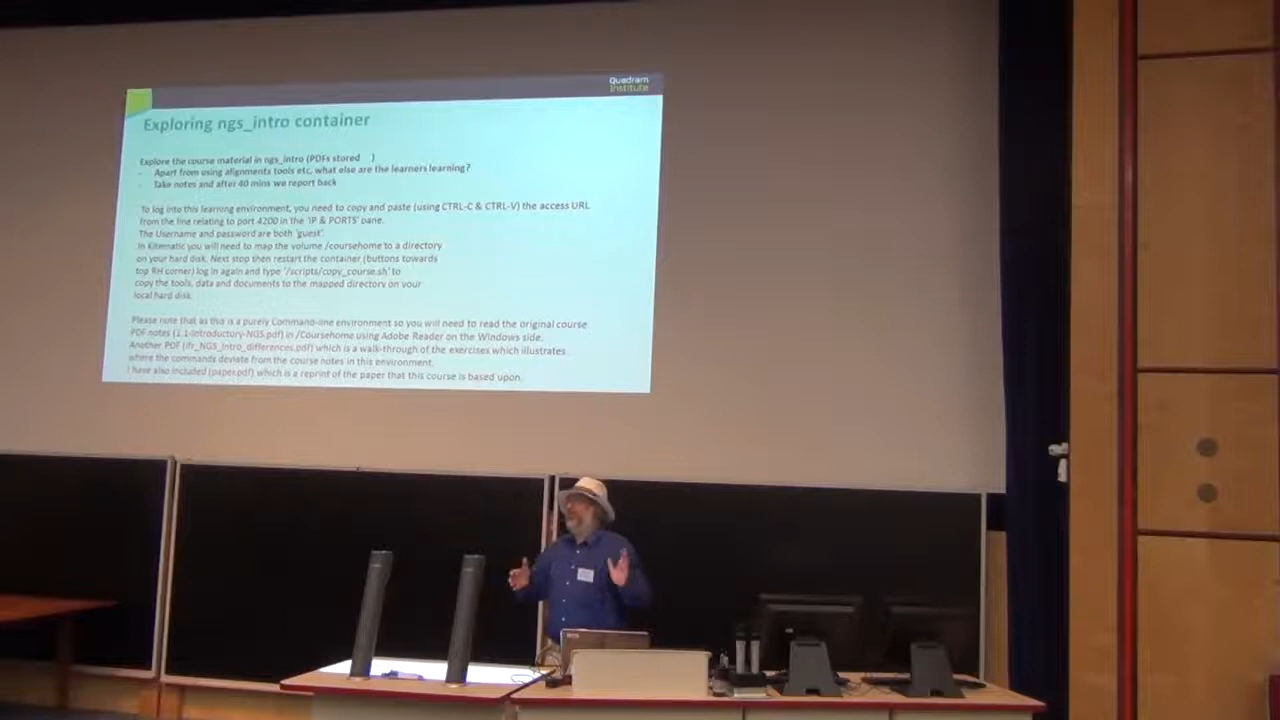 Quadram
Institute
Exploring ngs_intro container
Explore the course material in ngs_intro (PDFs stored )
- Apart from using alignments tools etc, what else are the learners learning?
- Take notes and after 40 mins we report back
To log into this learning environment, you need to copy and paste (using CTRL-C & CTRL-V) the access URL
from the line relating to port 4200 in the 'IP & PORTS' pane.
The Username and password are both 'guest'.
In Kitematic you will need to map the volume /coursehome to a directory
on your hard disk. Next stop then restart the container (buttons towards
top RH corner) log in again and type '/scripts/copy_course.sh' to
copy the tools, data and documents to the mapped directory on your
local hard disk.
Please note that as this is a purely Command-line environment so you will need to read the original course
PDF notes (1.1-Introductory-NGS.pdf) in /Coursehome using Adobe Reader on the Windows side.
Another PDF (ifr_NGS_intro_differences.pdf) which is a walk-through of the exercises which illustrates
where the commands deviate from the course notes in this environment.
I have also included (paper.pdf) which is a reprint of the paper that this course is based upon.